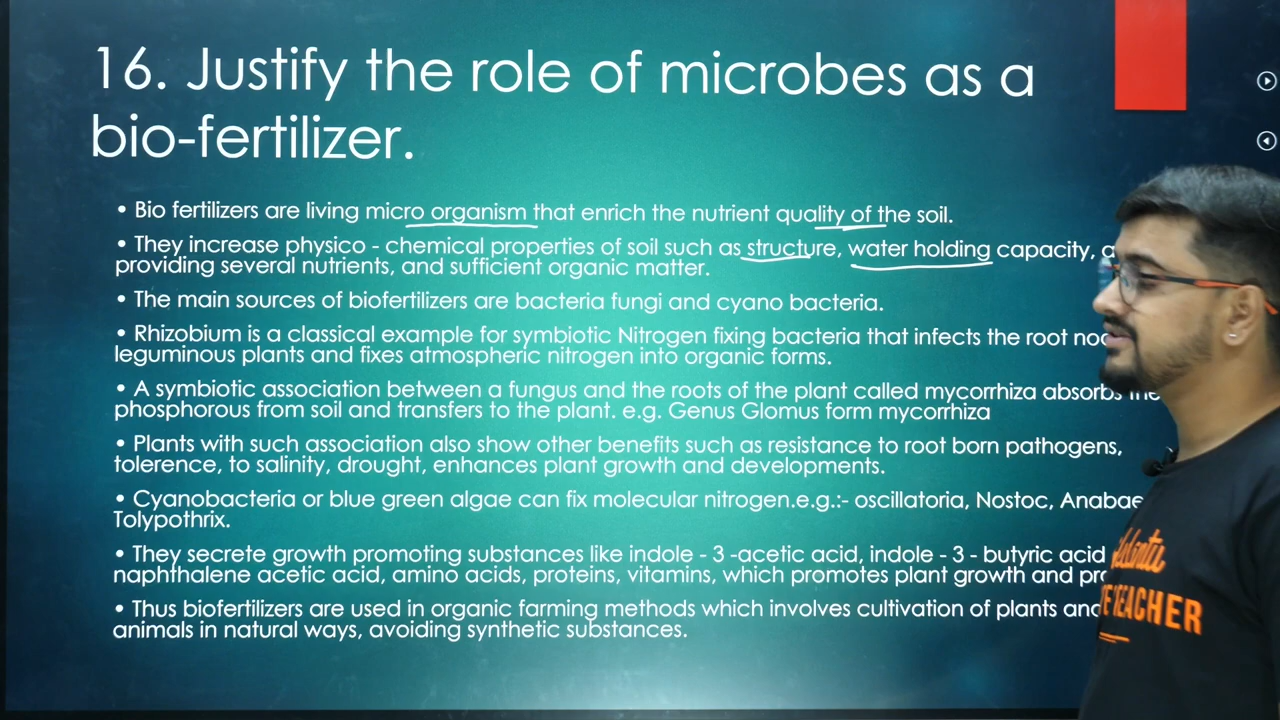 16. Justify the role of microbes as a
bio-fertilizer.
• Bio fertilizers are living micro organism that enrich the nutrient quality of the soil.
• They increase physico - chemical properties of soil such as structure, water holding capacity,
providing several nutrients, and sufficient organic matter.
• The main sources of biofertilizers are bacteria fungi and cyano bacteria.
• Rhizobium is a classical example for symbiotic Nitrogen fixing bacteria that infects the root
leguminous plants and fixes atmospheric nitrogen into organic forms.
• A symbiotic association between a fungus and the roots of the plant called mycorrhiza absorbs the
phosphorous from soil and transfers to the plant. e.g. Genus Glomus form mycorrhiza
• Plants with such association also show other benefits such as resistance to root born pathogens,
tolerence, to salinity, drought, enhances plant growth and developments.
• Cyanobacteria or blue green algae can fix molecular nitrogen.e.g.:- oscillatoria, Nostoc,
Tolypothrix.
• They secrete growth promoting substances like indole - 3 -acetic acid, indole - 3 - butyric acid
naphthalene acetic acid, amino acids, proteins, vitamins, which promotes plant growth and
• Thus biofertilizers are used in organic farming methods which involves cultivation of plants and
animals in natural ways, avoiding synthetic substances.
TEACHER